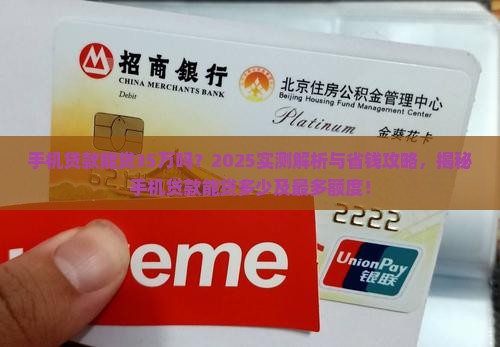 招商银行
CHINA MERCHANTS BANK
Debit
北京住房公积金管理中心
Beijing Housing Fund Management Center
Platinum
金葵花卡
手机贷款能贷35万吗？2025实测解析与省钱攻略，揭秘
手机贷款能贷多少及最多额度！
2222
eme
UnionPay
银联